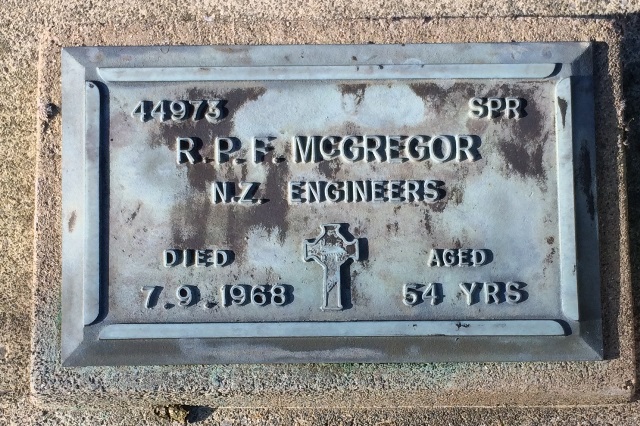 44973 SPR
R. P. F. McGREGOR
N.Z. ENGINEERS
DIED AGED
7.9.1968 54 YRS